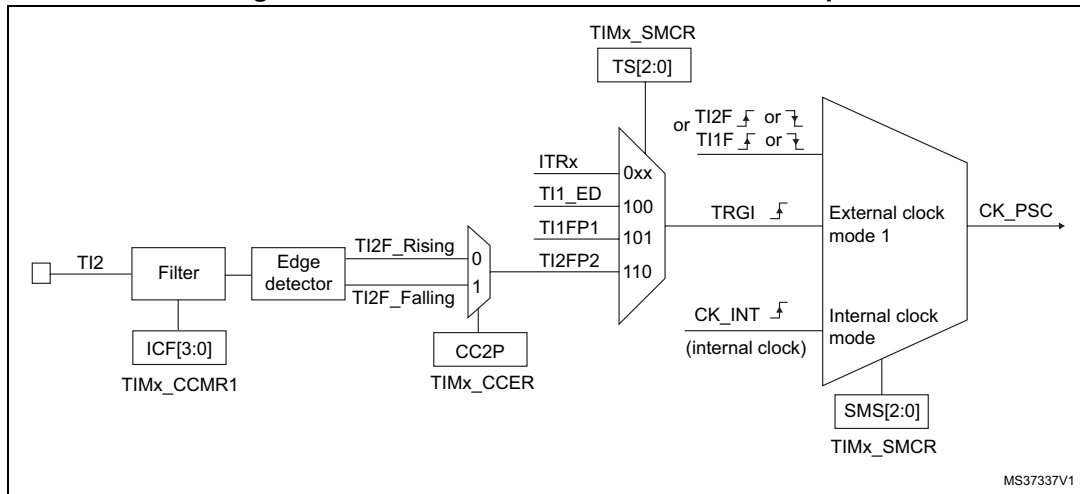 TIMx_SMCR
TS[2:0]
or TI2F or
TI1F or
ITRx
0xx
TI1_ED
100
TRGI
External clock
mode 1
CK_PSC
TI1FP1
101
TI2F_Rising
0
TI2FP2
110
TI2
Filter
Edge
detector
TI2F_Falling
1
CK_INT
Internal clock
mode
(internal clock)
ICF[3:0]
CC2P
TIMx_CCMR1
TIMx_CCER
SMS[2:0]
TIMx_SMCR
MS37337V1